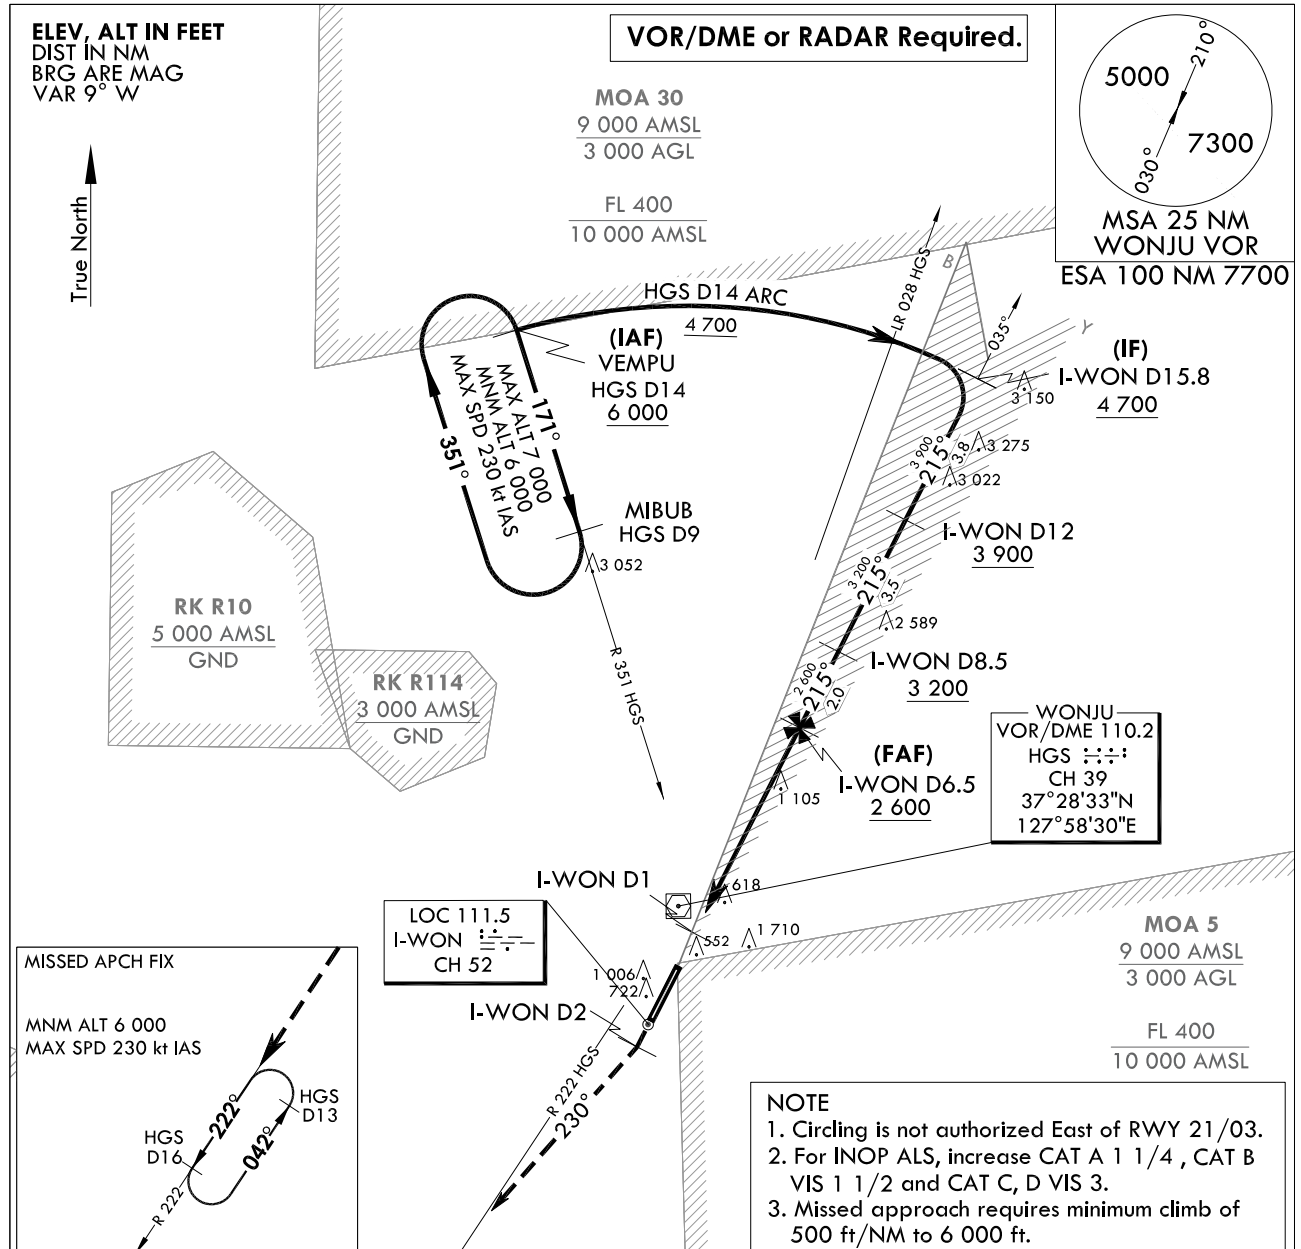 ELEV, ALT IN FEET
DIST IN NM
BRG ARE MAG
VAR 9° W
True North
VOR/DME or RADAR Required.
MOA 30
9 000 AMSL
3 000 AGL
FL 400
10 000 AMSL
5000
210°
7300
030°
MSA 25 NM
WONJU VOR
ESA 100 NM 7700
HGS D14 ARC
4 700
LR 028 HGS
B
Y
035°
(IAF)
VEMPU
HGS D14
6 000
(IF)
I-WON D15.8
4 700
3 150
MAX ALT 7 000
MNM ALT 6 000
MAX SPD 230 kt IAS
171°
351°
3 900
215°
3.8
3 275
3 022
MIBUB
HGS D9
3 052
I-WON D12
3 900
3 200
215°
3.5
2 589
RK R10
5 000 AMSL
GND
R 351 HGS
I-WON D8.5
3 200
RK R114
3 000 AMSL
GND
2 600
215°
2.0
(FAF)
I-WON D6.5
2 600
1 105
WONJU
VOR/DME 110.2
HGS
CH 39
37°28'33"N
127°58'30"E
I-WON D1
618
LOC 111.5
I-WON
CH 52
552
1 710
MOA 5
9 000 AMSL
3 000 AGL
FL 400
10 000 AMSL
1 006
722
I-WON D2
R 222 HGS
230°
MISSED APCH FIX
MNM ALT 6 000
MAX SPD 230 kt IAS
222°
042°
HGS
D13
HGS
D16
R 222
NOTE
1. Circling is not authorized East of RWY 21/03.
2. For INOP ALS, increase CAT A 1 1/4 , CAT B
VIS 1 1/2 and CAT C, D VIS 3.
3. Missed approach requires minimum climb of
500 ft/NM to 6 000 ft.